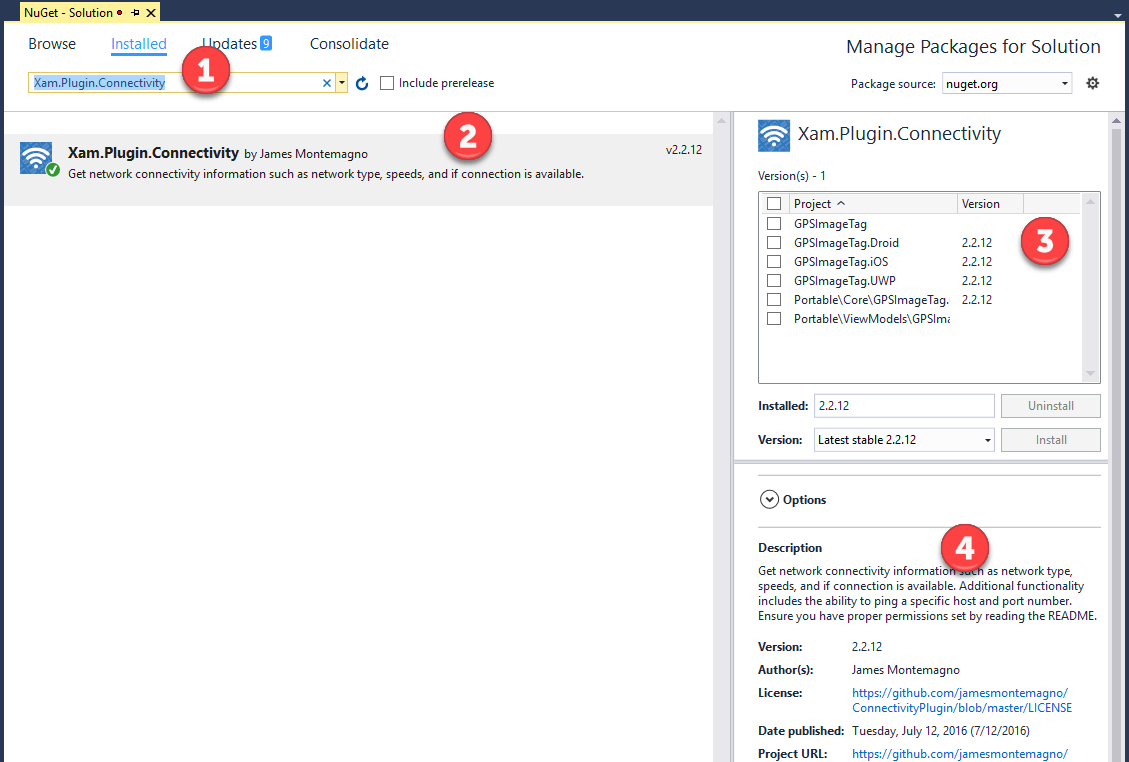 NuGet - Solution
Browse Installed Updates 9 Consolidate
Manage Packages for Solution
1
Xam.Plugin.Connectivity
Include prerelease
Package source: nuget.org
2
Xam.Plugin.Connectivity by James Montemagno v2.2.12
Get network connectivity information such as network type, speeds, and if connection is available.
Xam.Plugin.Connectivity
Version(s) - 1
Project Version
GPSImageTag
GPSImageTag.Droid 2.2.12
3
GPSImageTag.iOS 2.2.12
GPSImageTag.UWP 2.2.12
Portable\Core\GPSImageTag. 2.2.12
Portable\ViewModels\GPSIma
Installed: 2.2.12 Uninstall
Version: Latest stable 2.2.12 Install
Options
4
Description
Get network connectivity information such as network type,
speeds, and if connection is available. Additional functionality
includes the ability to ping a specific host and port number.
Ensure you have proper permissions set by reading the README.
Version: 2.2.12
Author(s): James Montemagno
License: https://github.com/jamesmontemagno/
ConnectivityPlugin/blob/master/LICENSE
Date published: Tuesday, July 12, 2016 (7/12/2016)
Project URL: https://github.com/jamesmontemagno/